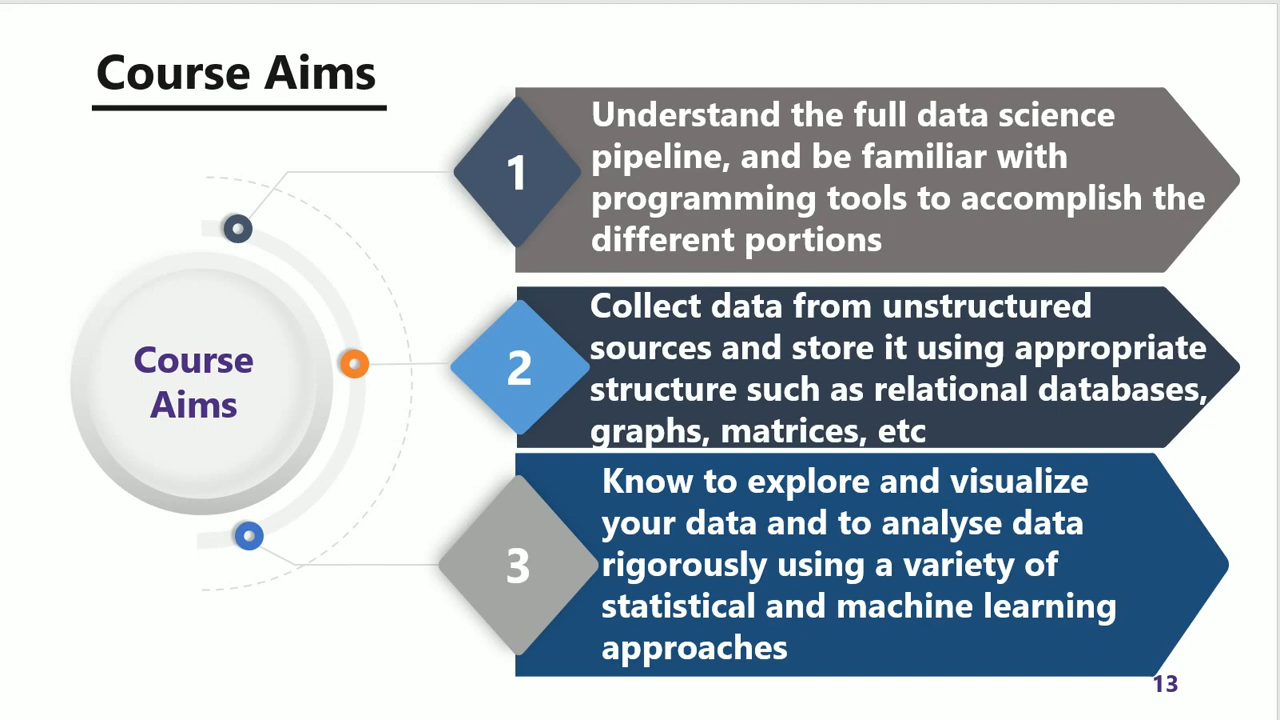 Course Aims
1
Understand the full data science
pipeline, and be familiar with
programming tools to accomplish the
different portions
2
Collect data from unstructured
sources and store it using appropriate
structure such as relational databases,
graphs, matrices, etc
3
Know to explore and visualize
your data and to analyse data
rigorously using a variety of
statistical and machine learning
approaches
Course
Aims
13